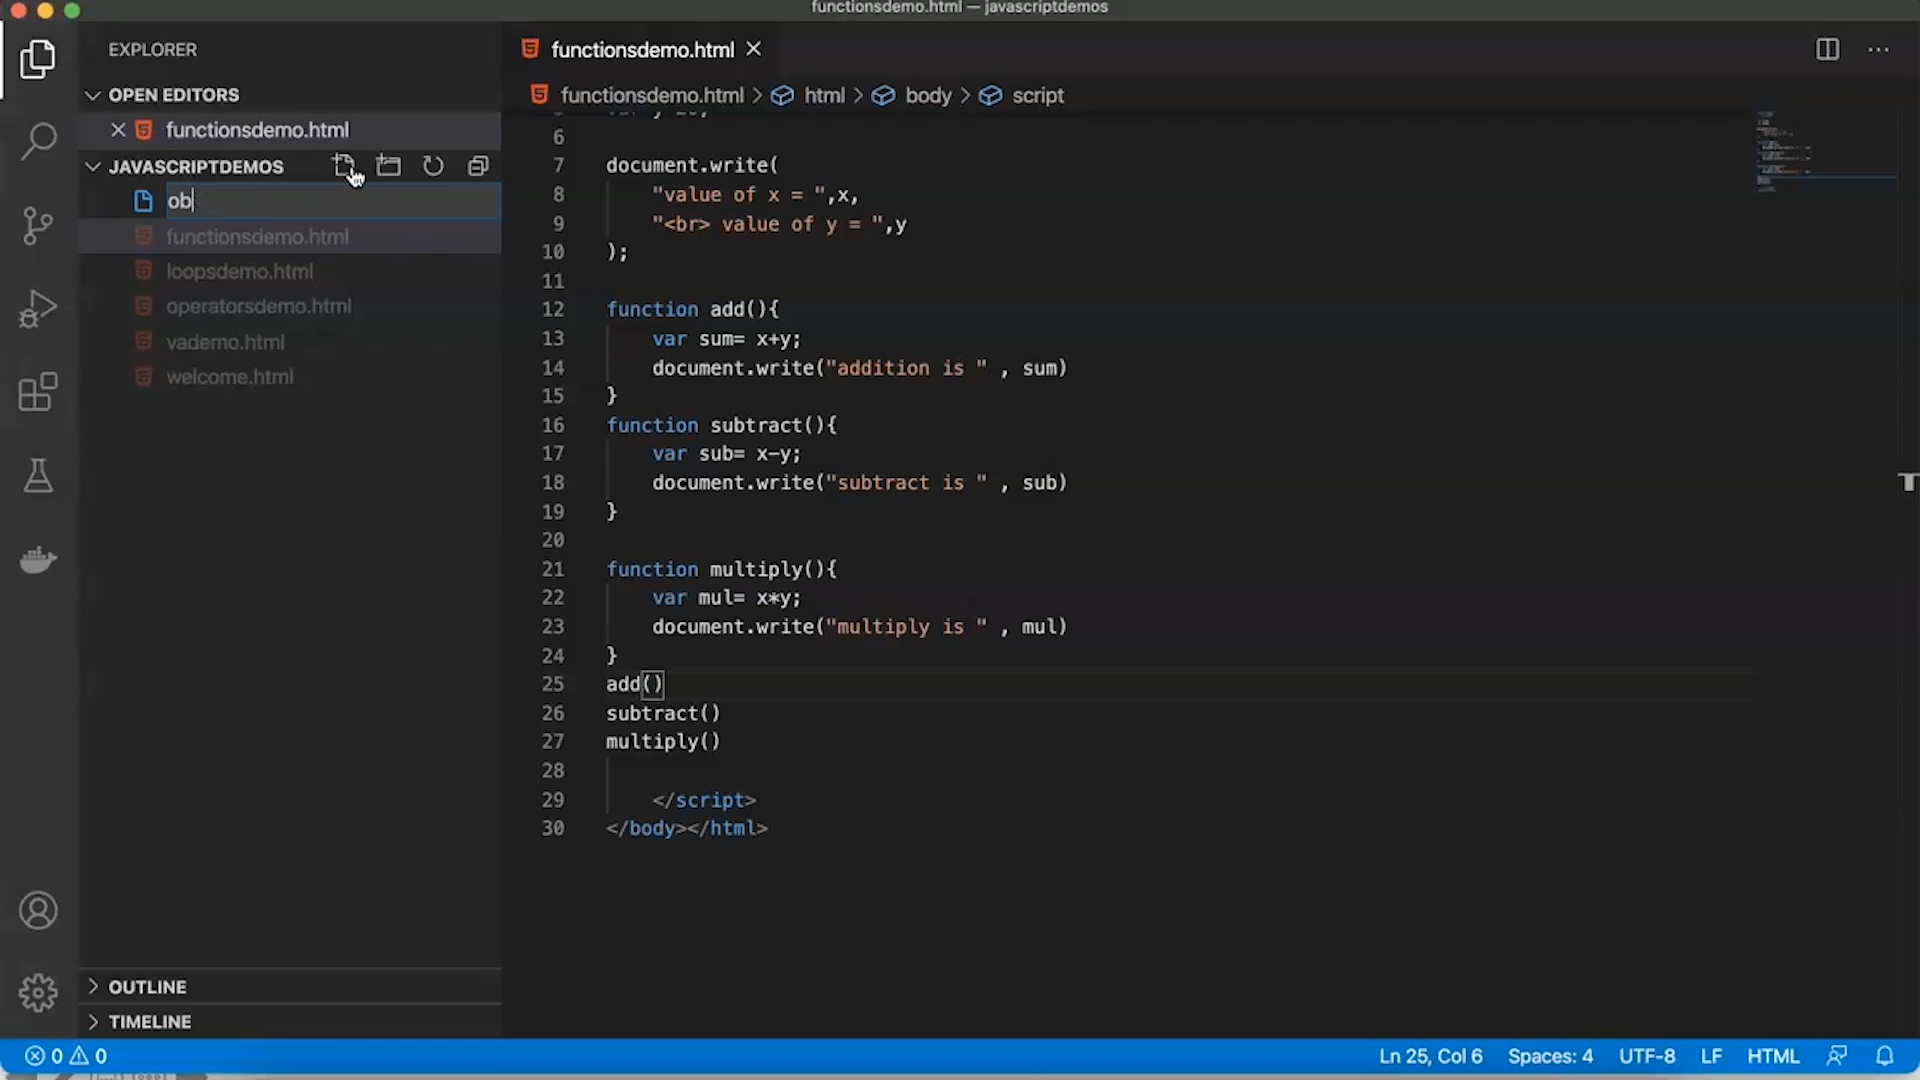 functionsdemo.html — javascriptdemos
EXPLORER
OPEN EDITORS
functionsdemo.html
JAVASCRIPTDEMOS
ob
functionsdemo.html
loopsdemo.html
operatorsdemo.html
vademo.html
welcome.html
OUTLINE
TIMELINE
functionsdemo.html
functionsdemo.html > html > body > script
6
7 document.write(
8 "value of x = ",x,
9 "<br> value of y = ",y
10 );
11
12 function add(){
13 var sum= x+y;
14 document.write("addition is " , sum)
15 }
16 function subtract(){
17 var sub= x-y;
18 document.write("subtract is " , sub)
19 }
20
21 function multiply(){
22 var mul= x*y;
23 document.write("multiply is " , mul)
24 }
25 add()
26 subtract()
27 multiply()
28
29 </script>
30 </body></html>
0 0
Ln 25, Col 6 Spaces: 4 UTF-8 LF HTML